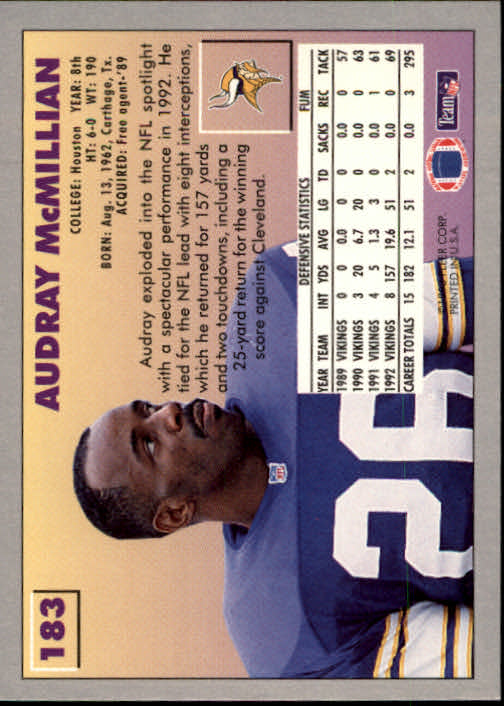 183
AUDRAY McMILLIAN
COLLEGE: Houston YEAR: 8th
HT: 6-0 WT: 190
BORN: Aug. 13, 1962, Carthage, Tx.
ACQUIRED: Free agent-'89
Audray exploded into the NFL spotlight
with a spectacular performance in 1992. He
tied for the NFL lead with eight interceptions,
which he returned for 157 yards
and two touchdowns, including a
25-yard return for the winning
score against Cleveland.
DEFENSIVE STATISTICS FUM
YEAR TEAM INT YDS AVG LG TD SACKS REC TACK
1989 VIKINGS 0 0 0.0 0 0 0.0 0 57
1990 VIKINGS 3 20 6.7 20 0 0.0 0 63
1991 VIKINGS 4 5 1.3 3 0 0.0 1 61
1992 VIKINGS 8 157 19.6 51 2 0.0 0 69
CAREER TOTALS 15 182 12.1 51 2 0.0 3 295
26
NFL
Team NFL
PRINTED IN U.S.A.